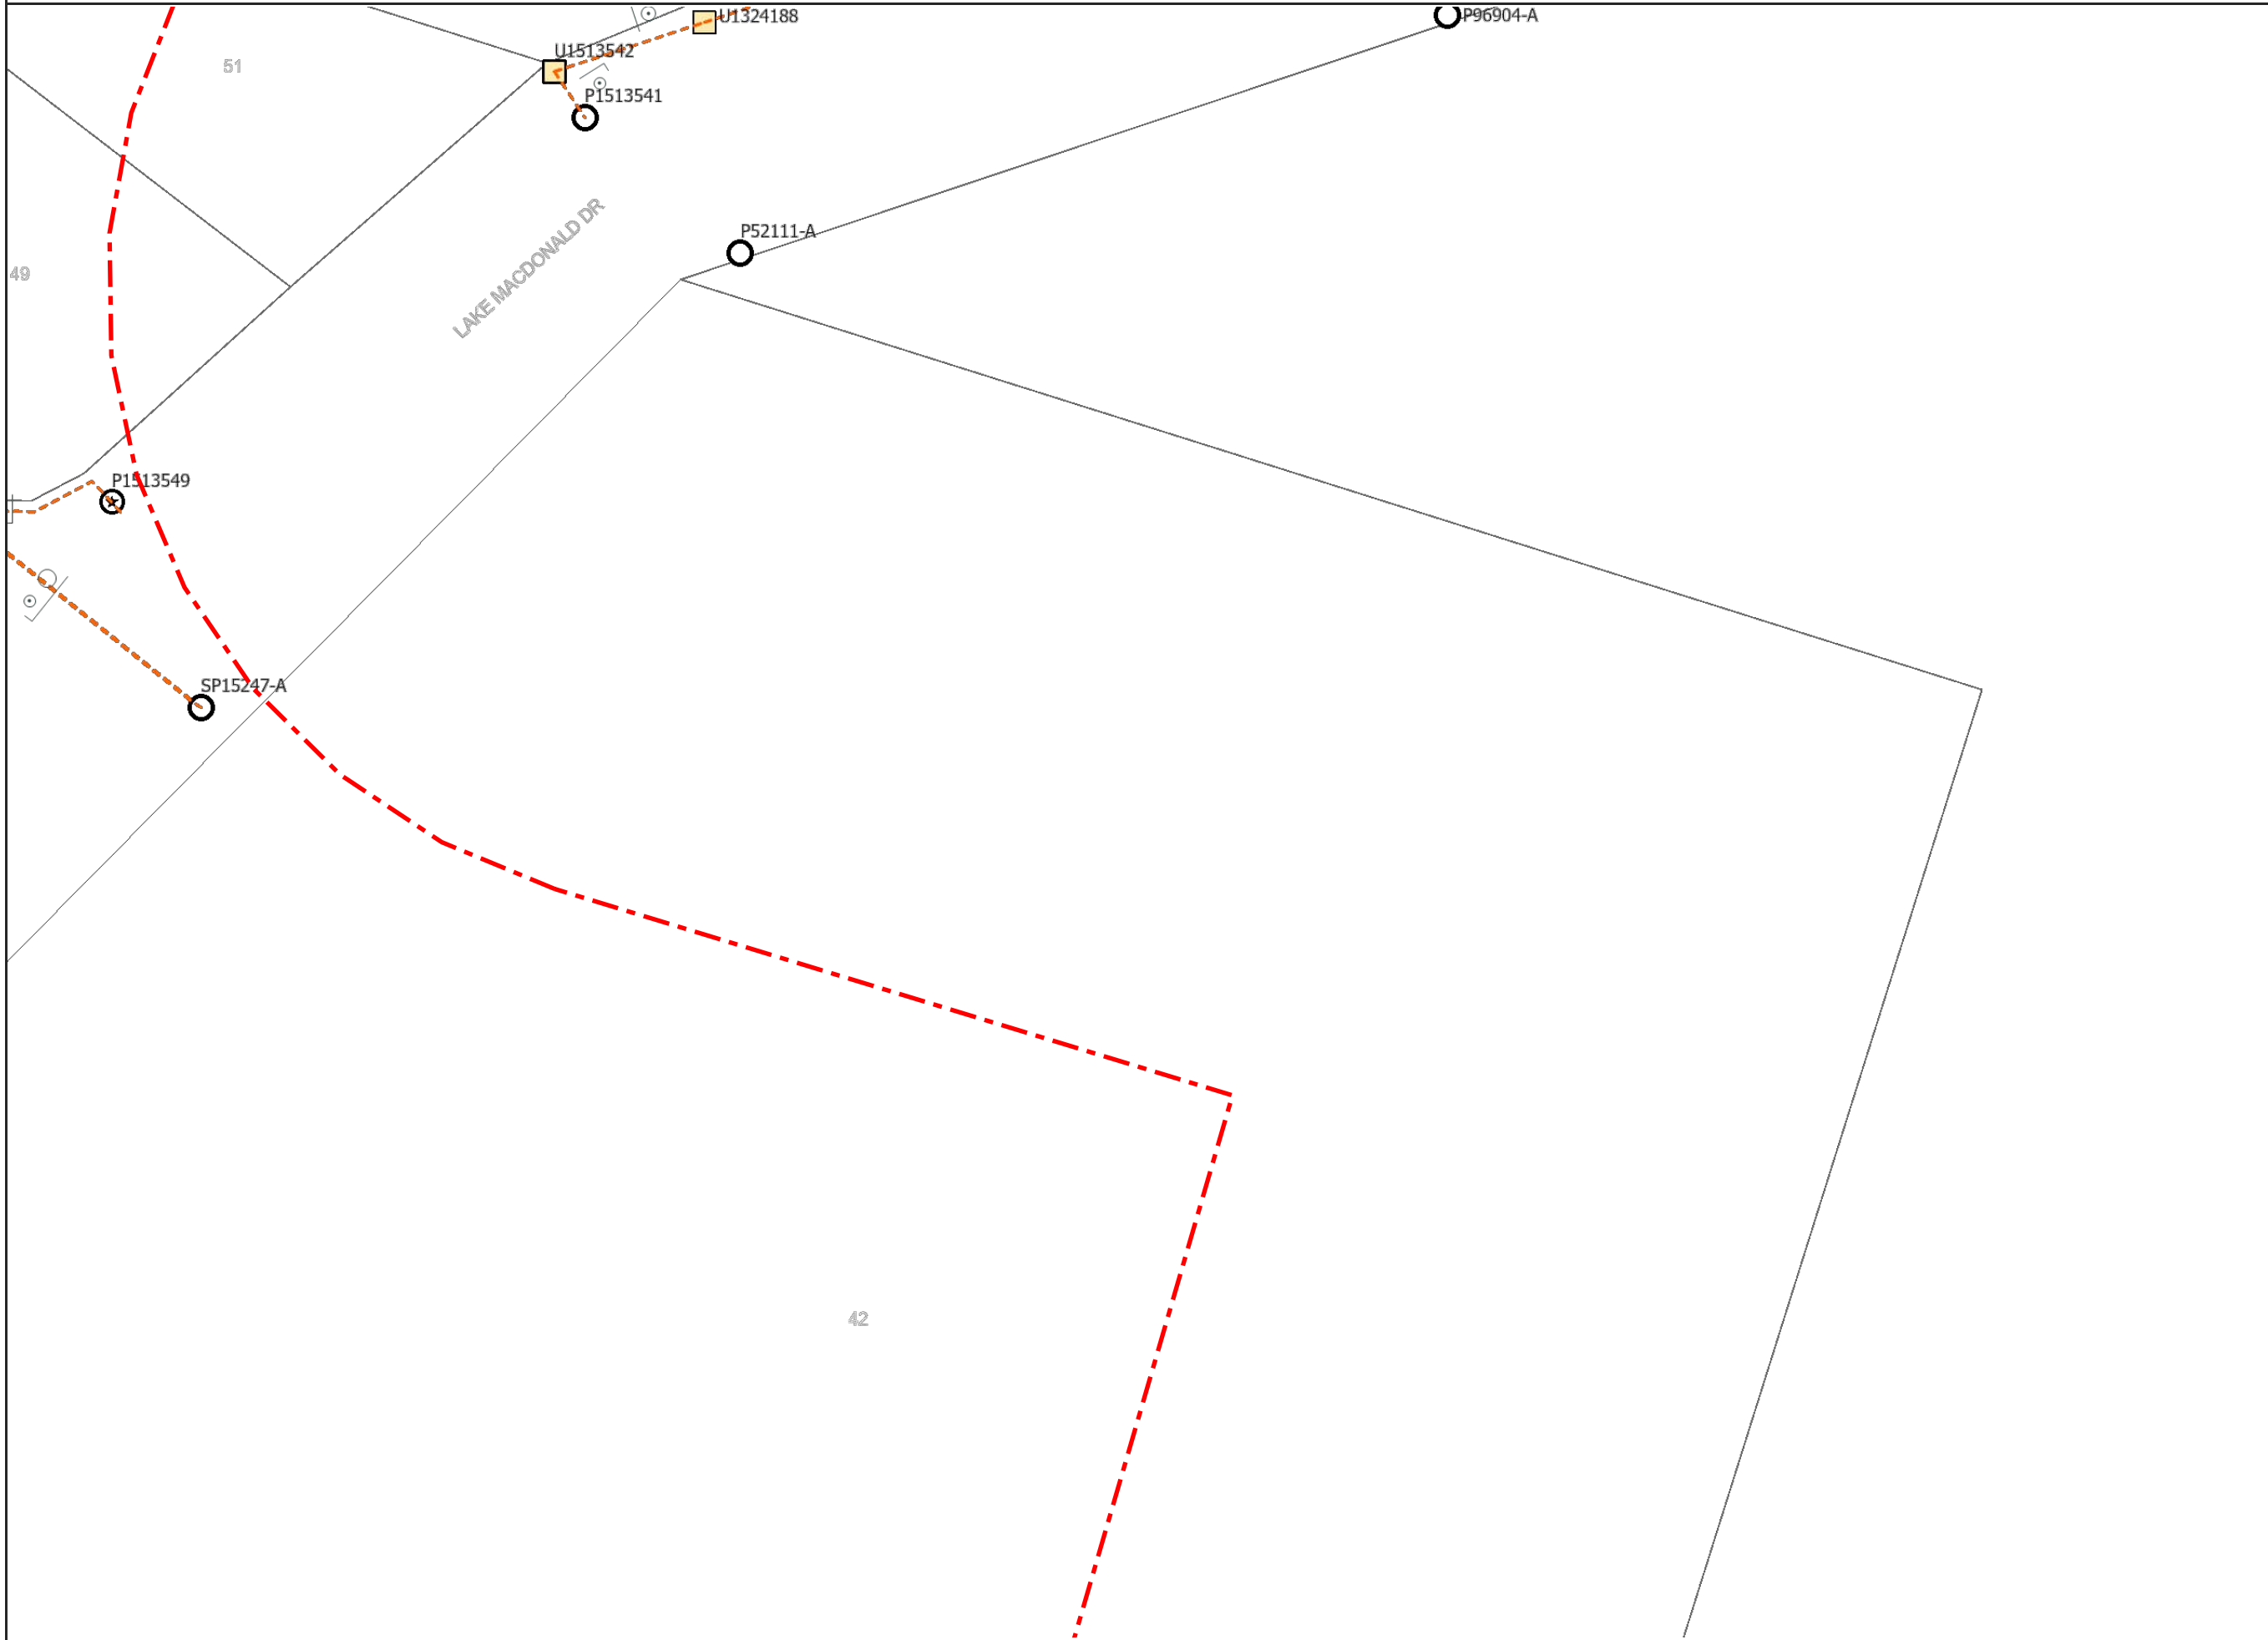 U1324188
P96904-A
U1513542
51
P1513541
LAKE MACDONALD DR
P52111-A
49
P1513549
SP15247-A
42